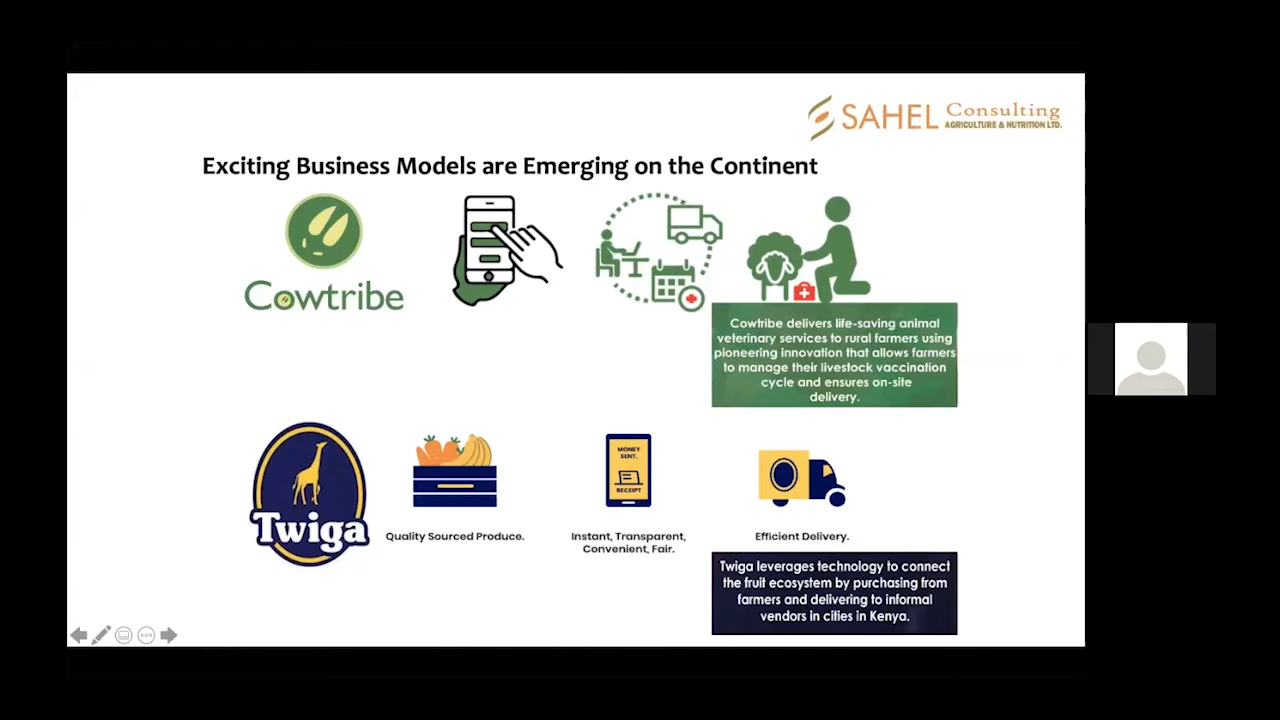 SAHEL Consulting
AGRICULTURE & NUTRITION LTD.
Exciting Business Models are Emerging on the Continent
Cowtribe
Cowtribe delivers life-saving animal
veterinary services to rural farmers using
pioneering innovation that allows farmers
to manage their livestock vaccination
cycle and ensures on-site
delivery.
Twiga
Quality Sourced Produce.
MONEY
SENT.
RECEIPT
Instant, Transparent,
Convenient, Fair.
Efficient Delivery.
Twiga leverages technology to connect
the fruit ecosystem by purchasing from
farmers and delivering to informal
vendors in cities in Kenya.